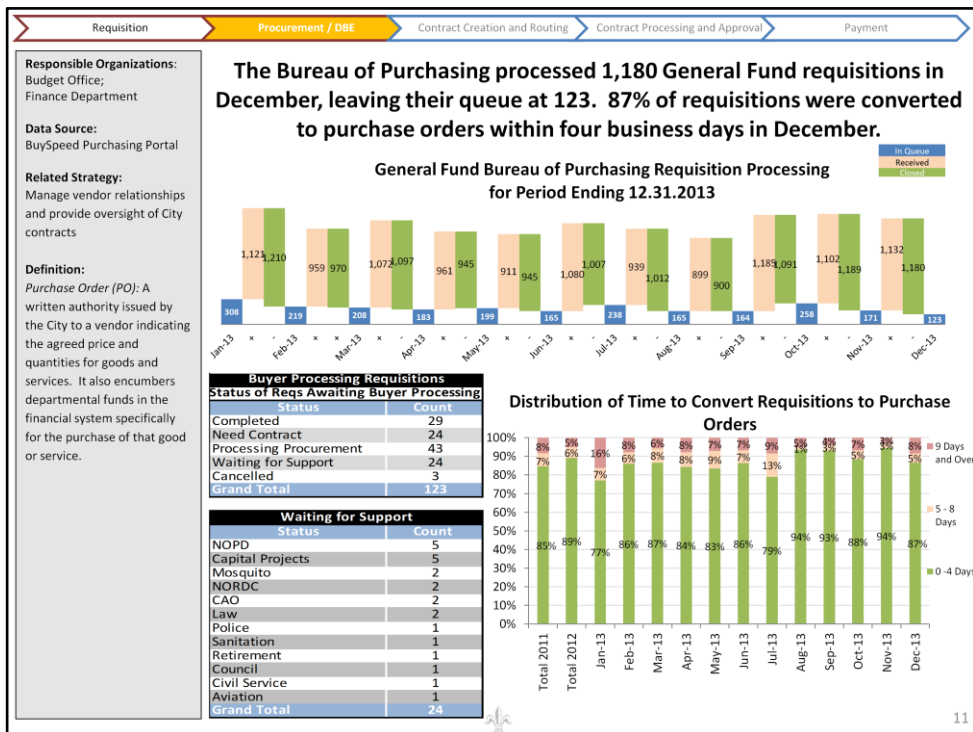 Requisition
Procurement / DBE
Contract Creation and Routing
Contract Processing and Approval
Payment
Responsible Organizations:
Budget Office;
Finance Department
Data Source:
BuySpeed Purchasing Portal
Related Strategy:
Manage vendor relationships
and provide oversight of City
contracts
Definition:
Purchase Order (PO): A
written authority issued by
the City to a vendor indicating
the agreed price and
quantities for goods and
services. It also encumbers
departmental funds in the
financial system specifically
for the purchase of that good
or service.
The Bureau of Purchasing processed 1,180 General Fund requisitions in
December, leaving their queue at 123. 87% of requisitions were converted
to purchase orders within four business days in December.
General Fund Bureau of Purchasing Requisition Processing
for Period Ending 12.31.2013
In Queue
Received
Closed
308 1,121 1,210 219 959 970 208 1,072 1,097 183 961 945 199 911 945 165 1,080 1,007 238 939 1,012 165 899 900 164 1,185 1,091 258 1,102 1,189 171 1,132 1,180 123
Jan-13 + - Feb-13 + + Mar-13 + - Apr-13 + - May-13 + - Jun-13 + - Jul-13 + - Aug-13 + - Sep-13 + - Oct-13 + - Nov-13 + - Dec-13
Buyer Processing Requisitions
Status of Reqs Awaiting Buyer Processing
Status Count
Completed 29
Need Contract 24
Processing Procurement 43
Waiting for Support 24
Cancelled 3
Grand Total 123
Waiting for Support
Status Count
NOPD 5
Capital Projects 5
Mosquito 2
NORDC 2
CAO 2
Law 2
Police 1
Sanitation 1
Retirement 1
Council 1
Civil Service 1
Aviation 1
Grand Total 24
Distribution of Time to Convert Requisitions to Purchase
Orders
100%
90%
80%
70%
60%
50%
40%
30%
20%
10%
0%
8% 5% 16% 8% 6% 8% 7% 7% 9% 5% 4% 7% 3% 8%
7% 6% 7% 6% 8% 8% 9% 7% 13% 1% 3% 5% 3% 5%
85% 89% 77% 86% 87% 84% 83% 86% 79% 94% 93% 88% 94% 87%
Total 2011 Total 2012 Jan-13 Feb-13 Mar-13 Apr-13 May-13 Jun-13 Jul-13 Aug-13 Sep-13 Oct-13 Nov-13 Dec-13
9 Days
and Over
5 - 8
Days
0 -4 Days
11